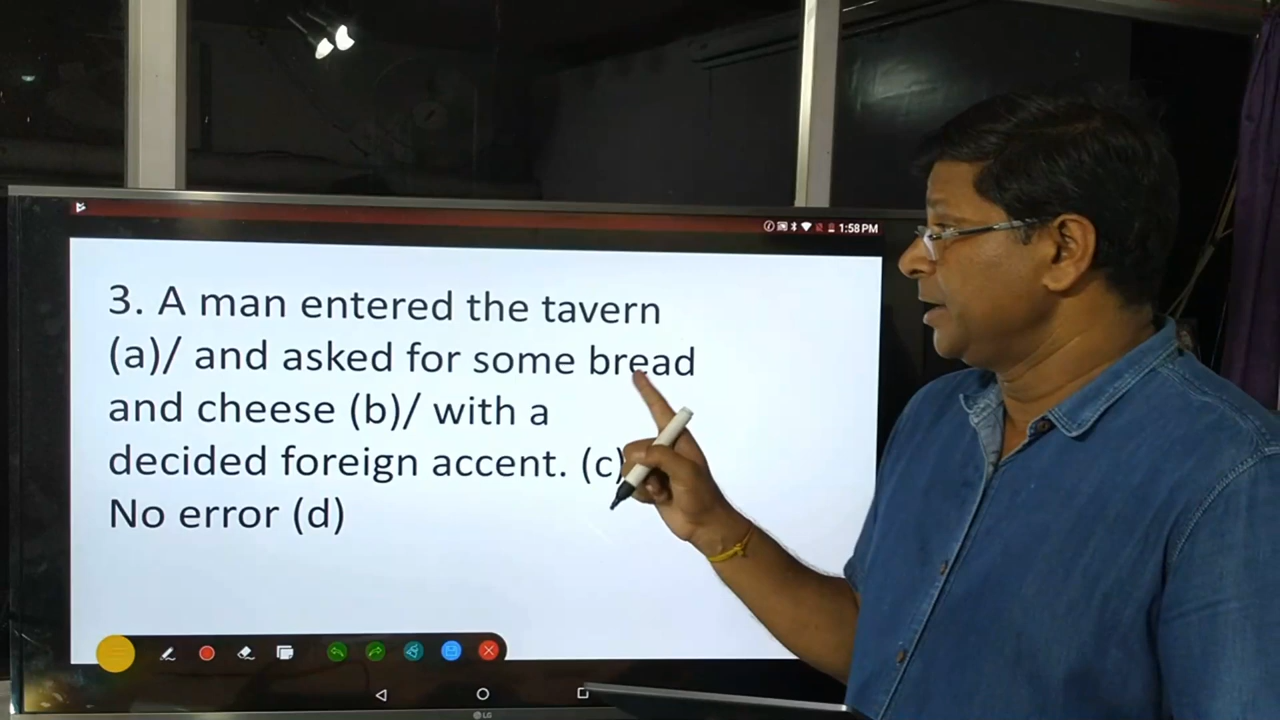 1:58 PM
3. A man entered the tavern
(a)/ and asked for some bread
and cheese (b)/ with a
decided foreign accent. (c)
No error (d)
LG